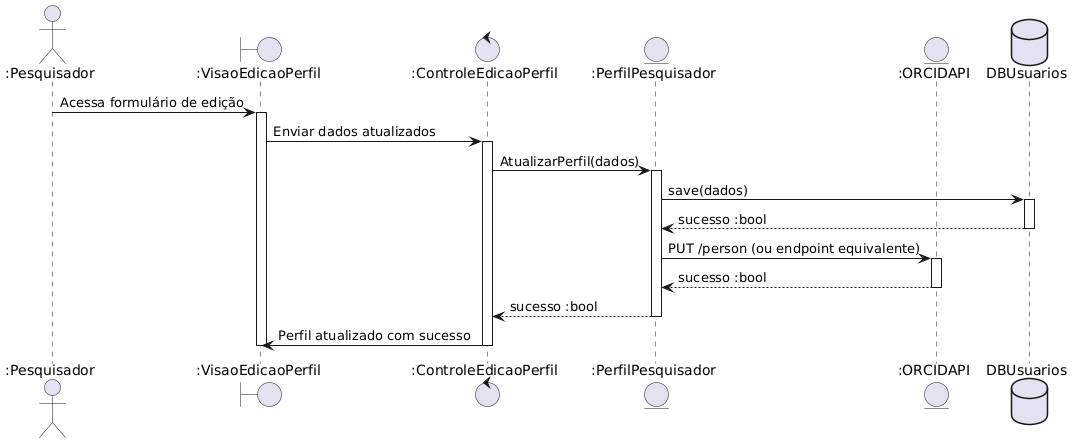 :Pesquisador :VisaoEdicaoPerfil :ControleEdicaoPerfil :PerfilPesquisador :ORCIDAPI DBUsuarios
Acessa formulário de edição
Enviar dados atualizados
AtualizarPerfil(dados)
save(dados)
sucesso :bool
PUT /person (ou endpoint equivalente)
sucesso :bool
sucesso :bool
Perfil atualizado com sucesso
:Pesquisador :VisaoEdicaoPerfil :ControleEdicaoPerfil :PerfilPesquisador :ORCIDAPI DBUsuarios